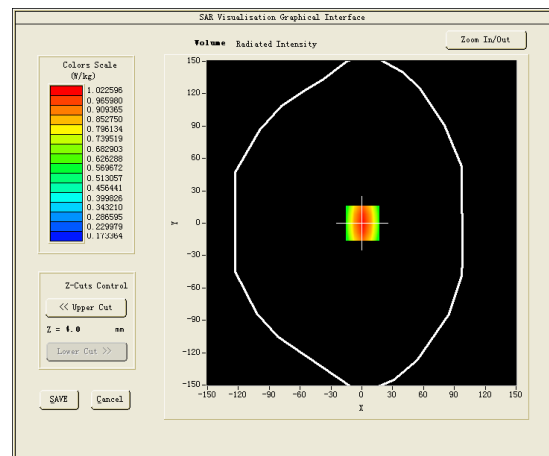 SAR Visualisation Graphical Interface
Volume Radiated Intensity
Zoom In/Out
Colors Scale
(W/kg)
1.022596
0.965980
0.909365
0.852750
0.796134
0.739519
0.682903
0.626288
0.569672
0.513057
0.456441
0.399826
0.343210
0.286595
0.229979
0.173364
Z-Cuts Control
<< Upper Cut
Z = 4.0 mm
Lower Cut >>
SAVE
Cancel
150
120
90
60
30
0
-30
-60
-90
-120
-150
Y
-150 -120 -90 -60 -30 0 30 60 90 120 150
X